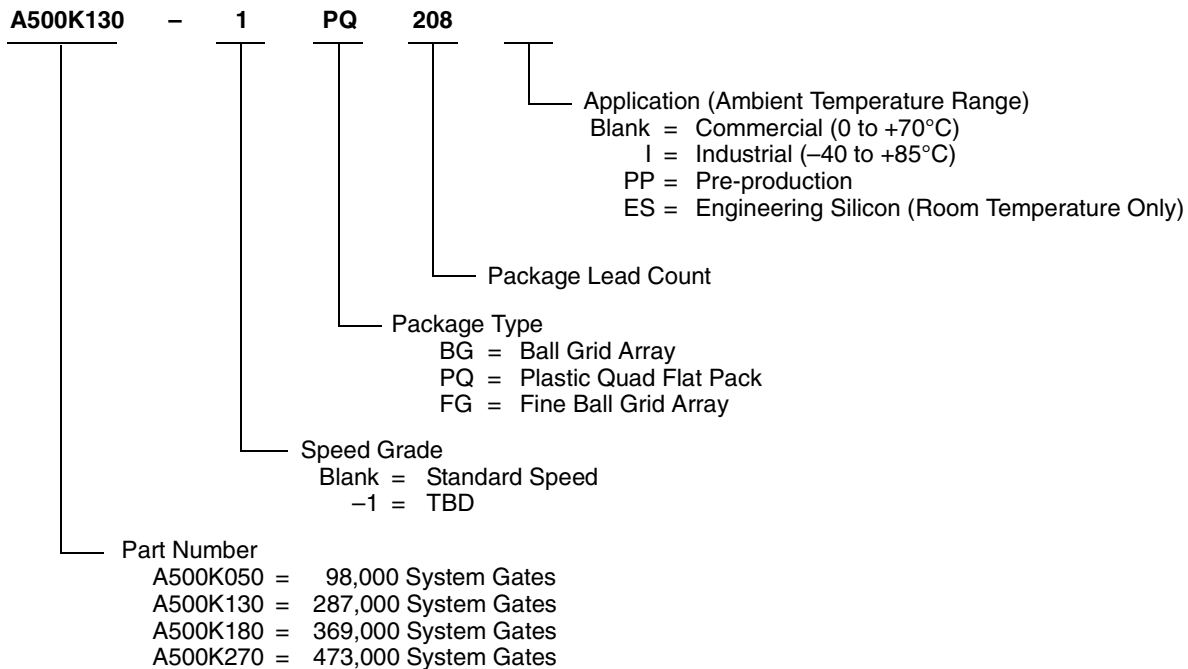 A500K130 – 1 PQ 208
Application (Ambient Temperature Range)
Blank = Commercial (0 to +70°C)
I = Industrial (–40 to +85°C)
PP = Pre-production
ES = Engineering Silicon (Room Temperature Only)
Package Lead Count
Package Type
BG = Ball Grid Array
PQ = Plastic Quad Flat Pack
FG = Fine Ball Grid Array
Speed Grade
Blank = Standard Speed
–1 = TBD
Part Number
A500K050 = 98,000 System Gates
A500K130 = 287,000 System Gates
A500K180 = 369,000 System Gates
A500K270 = 473,000 System Gates